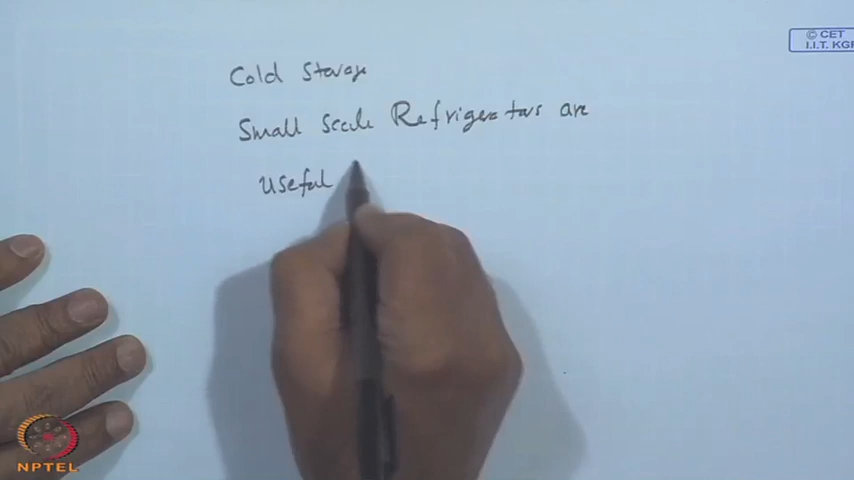 © CET
I.I.T. KGP
Cold Storage
Small Scale Refrigerators are
useful
NPTEL